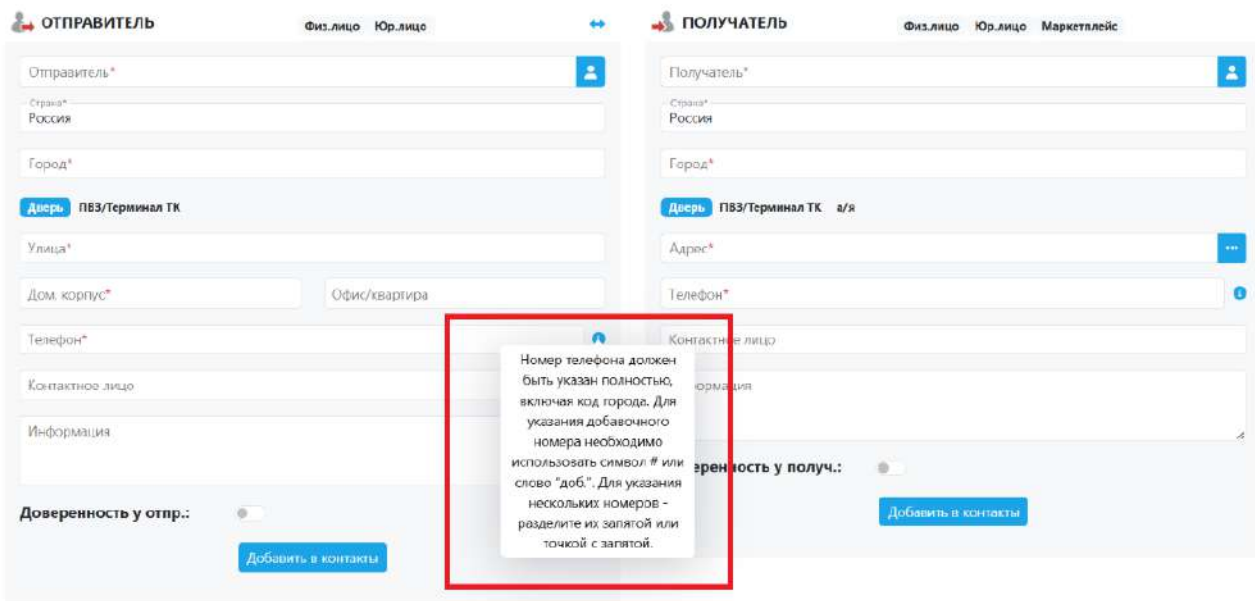 ОТПРАВИТЕЛЬ
Физ.лицо Юр.лицо
Отправитель*
Страна*
Россия
Город*
Дверь ПВЗ/Терминал ТК
Улица*
Дом, корпус*
Офис/квартира
Телефон*
Контактное лицо
Информация
Доверенность у отпр.:
Добавить в контакты
Номер телефона должен
быть указан полностью,
включая код города. Для
указания добавочного
номера необходимо
использовать символ # или
слово "доб.". Для указания
нескольких номеров -
разделите их запятой или
точкой с запятой.
ПОЛУЧАТЕЛЬ
Физ.лицо Юр.лицо Маркетплейс
Получатель*
Страна*
Россия
Город*
Дверь ПВЗ/Терминал ТК а/я
Адрес*
Телефон*
Контактное лицо
ормация
еренность у получ.:
Добавить в контакты